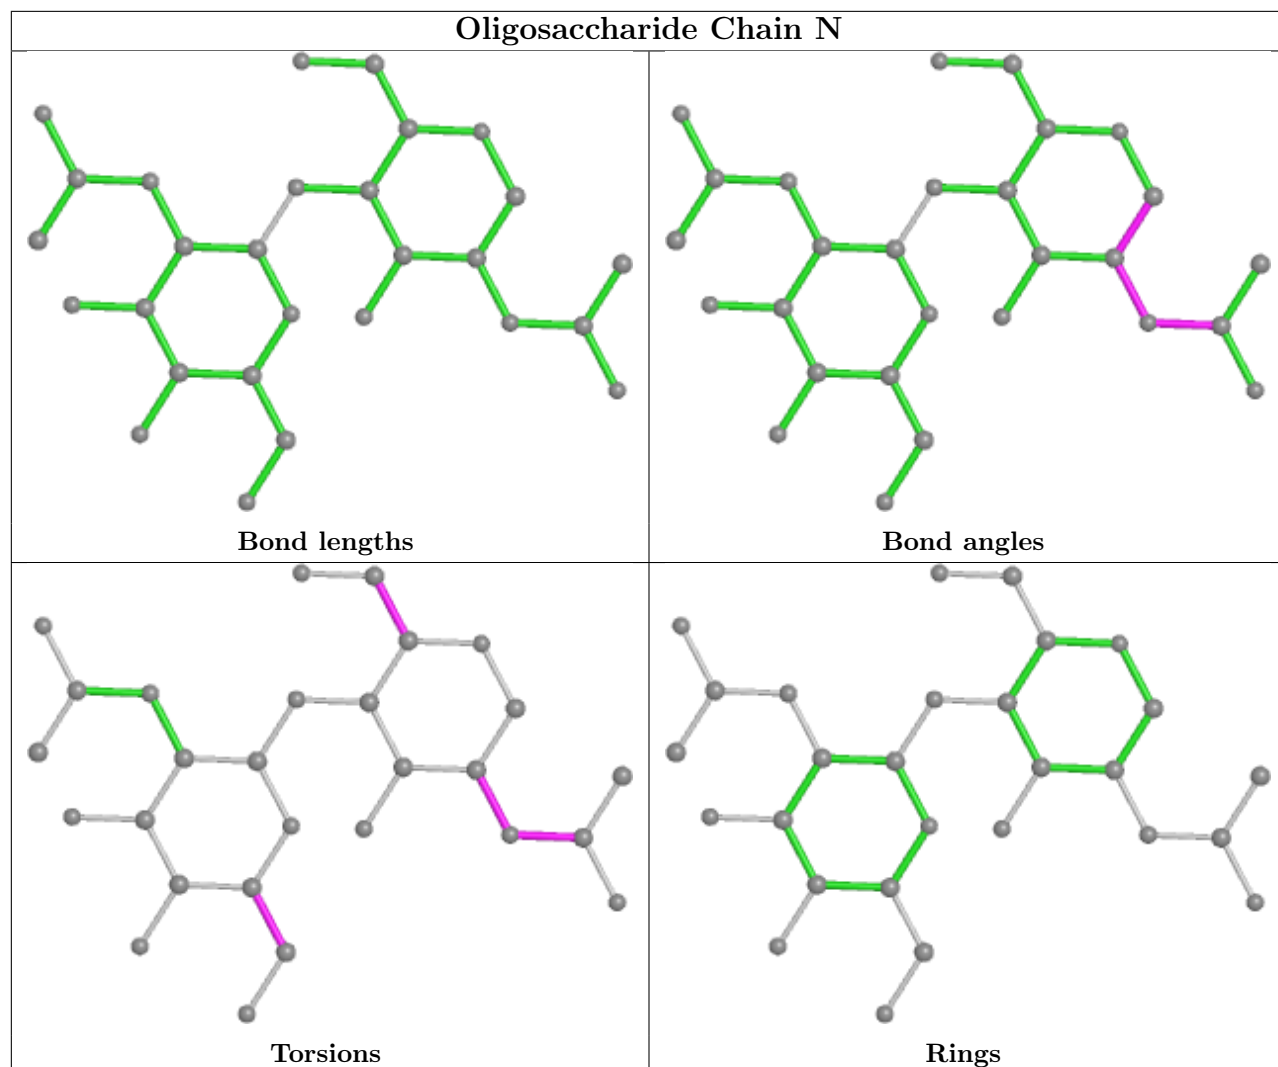 Oligosaccharide Chain N
Bond lengths
Bond angles
Torsions
Rings